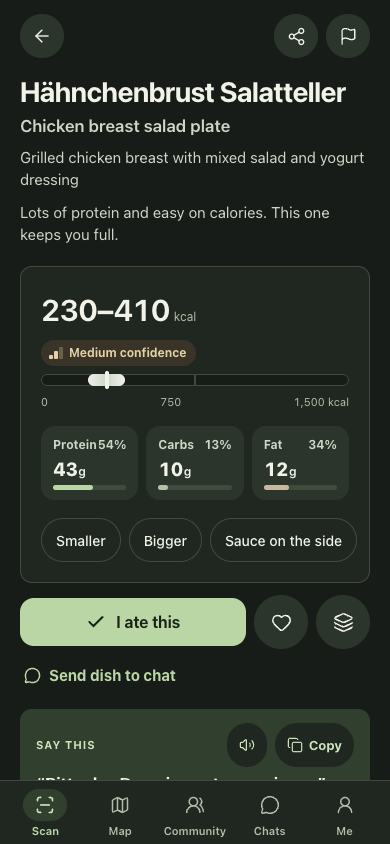 Hähnchenbrust Salatteller
Chicken breast salad plate
Grilled chicken breast with mixed salad and yogurt
dressing
Lots of protein and easy on calories. This one
keeps you full.
230–410 kcal
Medium confidence
0 750 1,500 kcal
Protein 54% Carbs 13% Fat 34%
43g 10g 12g
Smaller Bigger Sauce on the side
I ate this
Send dish to chat
SAY THIS Copy
Scan Map Community Chats Me